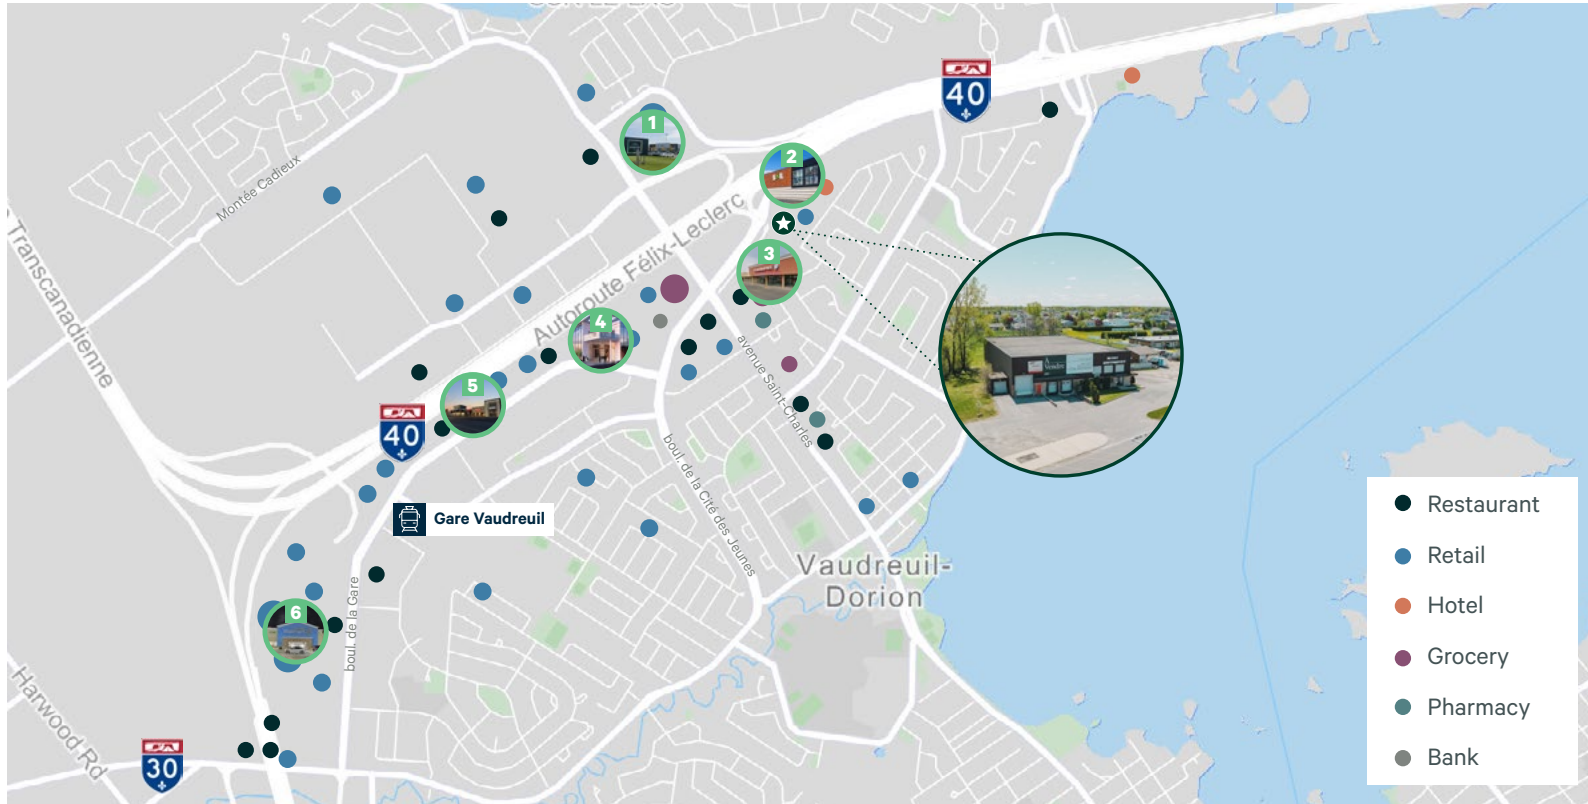 40
1
2
Montée Cadieux
Transcanadienne
Autoroute Félix-Leclerc
3
4
avenue Saint-Charles
5
40
boul. de la Cité des Jeunes
Gare Vaudreuil
Vaudreuil-
Dorion
boul. de la Gare
6
Harwood Rd
30
Restaurant
Retail
Hotel
Grocery
Pharmacy
Bank